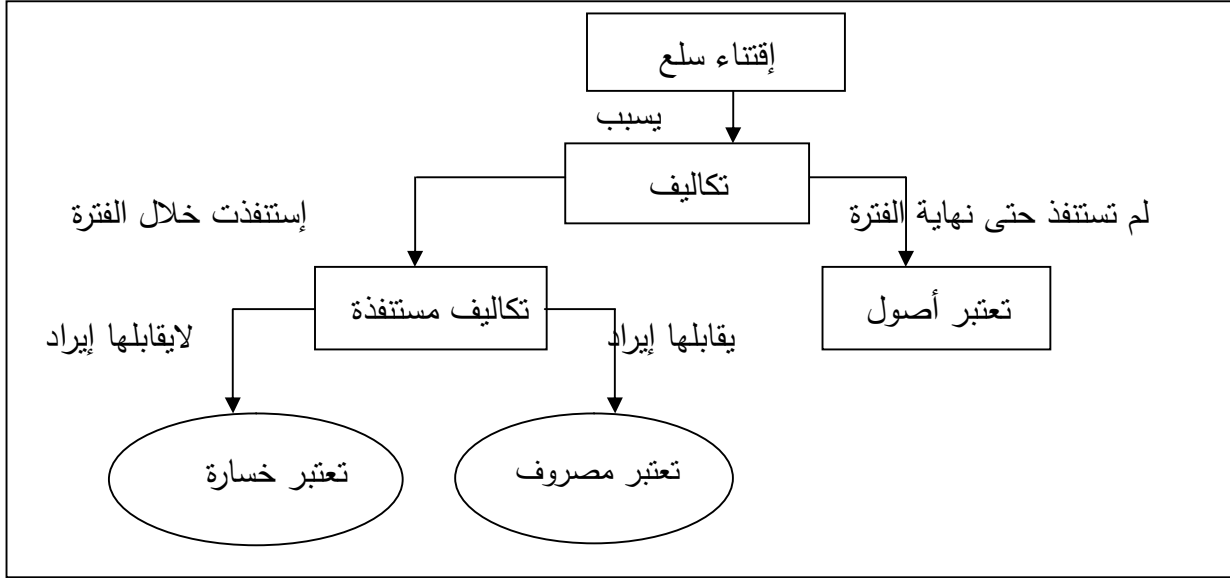 إقتناء سلع
يسبب
تكاليف
لم تستنفذ حتى نهاية الفترة
إستنفذت خلال الفترة
تعتبر أصول
تكاليف مستنفذة
يقابلها إيراد
لايقابلها إيراد
تعتبر مصروف
تعتبر خسارة